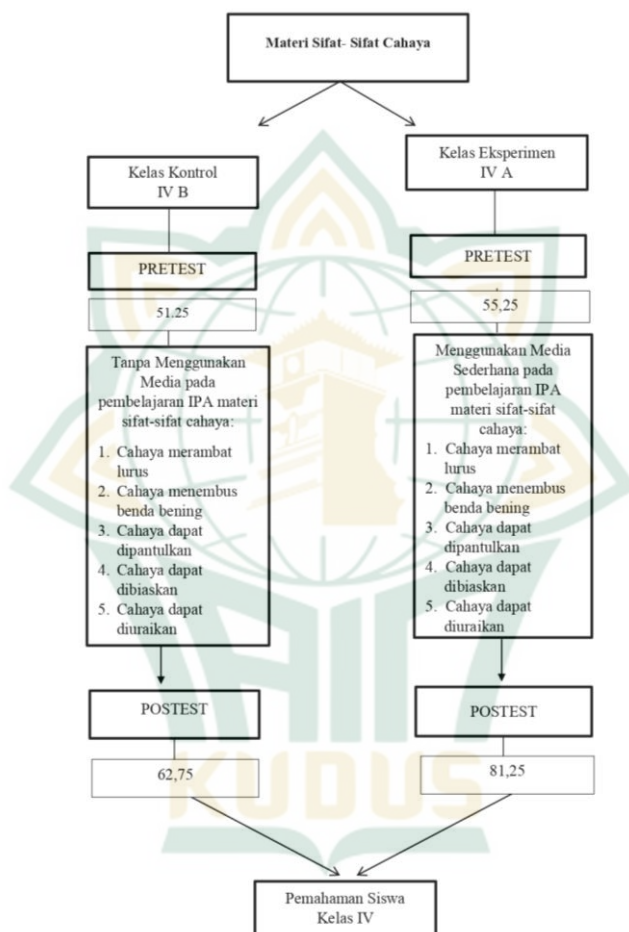 Materi Sifat- Sifat Cahaya
Kelas Kontrol
IV B
Kelas Eksperimen
IV A
PRETEST
PRETEST
51.25
55,25
Tanpa Menggunakan
Media pada
pembelajaran IPA materi
sifat-sifat cahaya:
1. Cahaya merambat
lurus
2. Cahaya menembus
benda bening
3. Cahaya dapat
dipantulkan
4. Cahaya dapat
dibiaskan
5. Cahaya dapat
diuraikan
Menggunakan Media
Sederhana pada
pembelajaran IPA
materi sifat-sifat
cahaya:
1. Cahaya merambat
lurus
2. Cahaya menembus
benda bening
3. Cahaya dapat
dipantulkan
4. Cahaya dapat
dibiaskan
5. Cahaya dapat
diuraikan
POSTEST
POSTEST
62,75
81,25
KUDUS
Pemahaman Siswa
Kelas IV